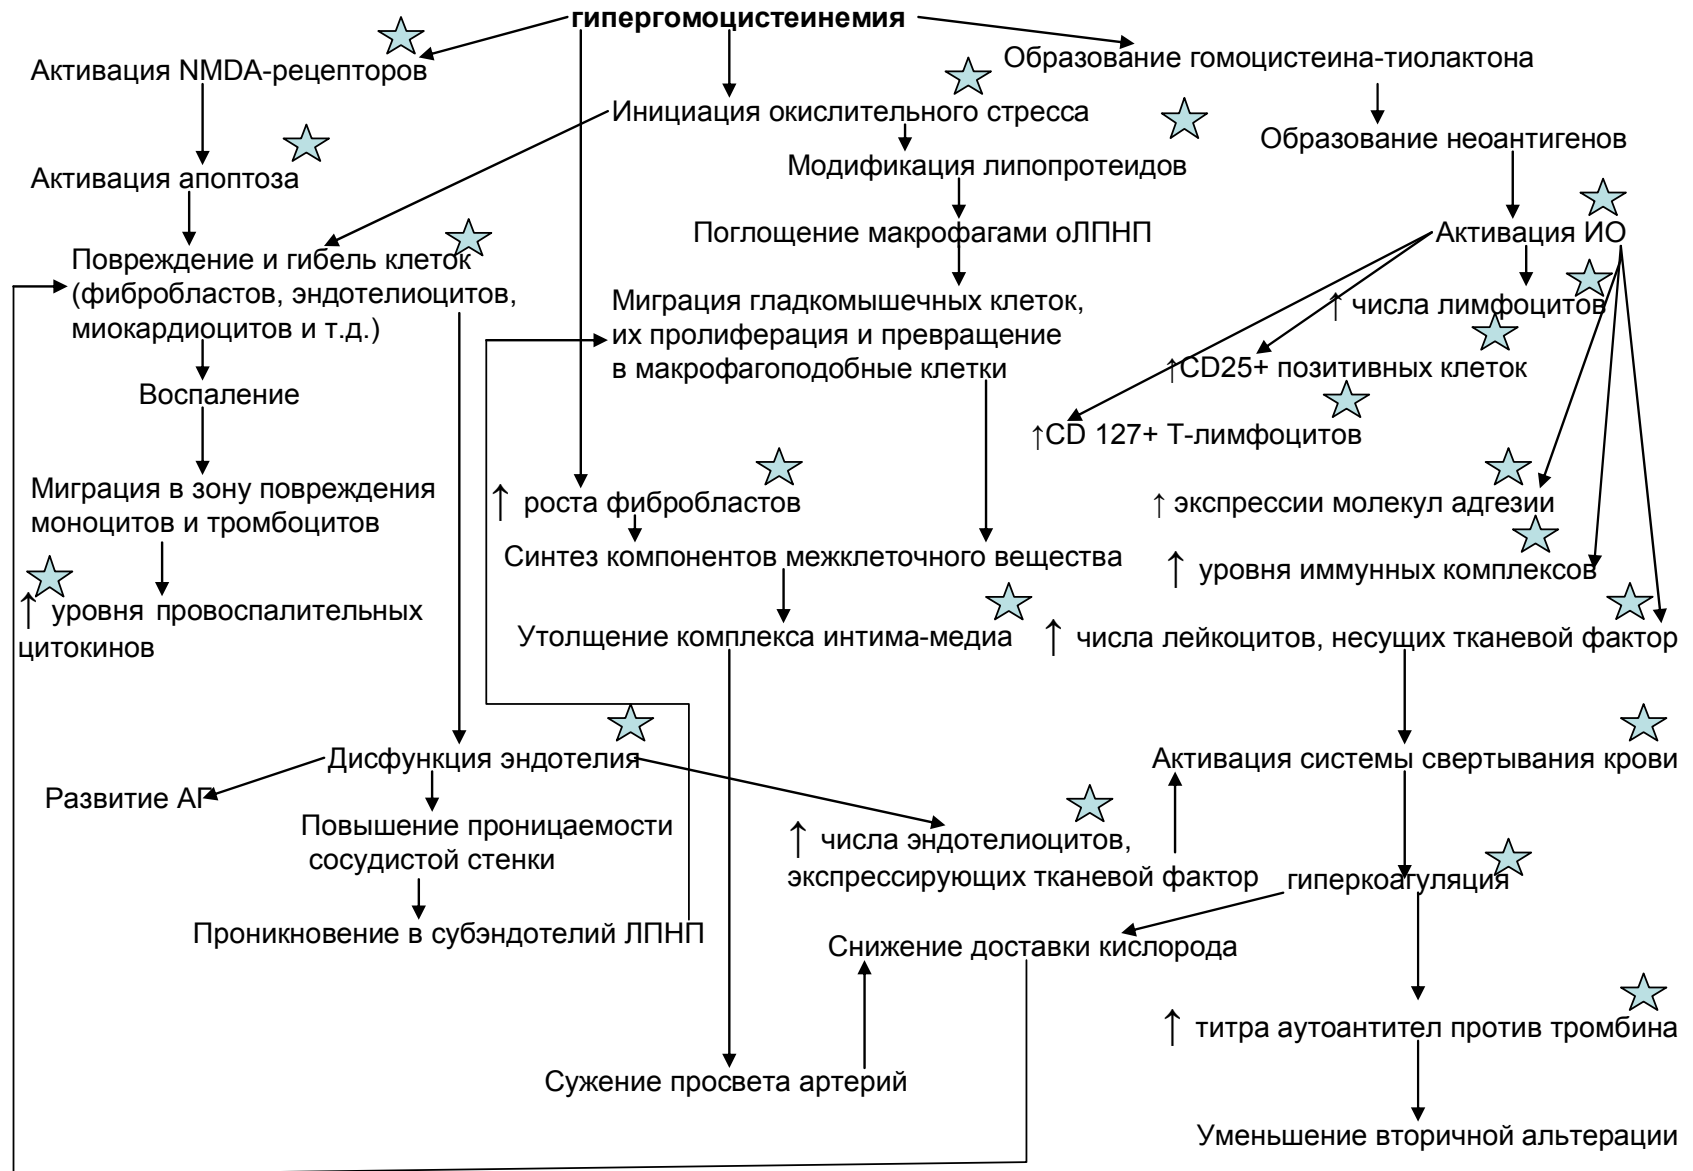 гипергомоцистеинемия
Активация NMDA-рецепторов
Образование гомоцистеина-тиолактона
Инициация окислительного стресса
Образование неоантигенов
Модификация липопротеидов
Активация апоптоза
Поглощение макрофагами оЛПНП
Активация ИО
Повреждение и гибель клеток
(фибробластов, эндотелиоцитов,
миокардиоцитов и т.д.)
Миграция гладкомышечных клеток,
их пролиферация и превращение
в макрофагоподобные клетки
↑ числа лимфоцитов
↑CD25+ позитивных клеток
Воспаление
↑CD 127+ Т-лимфоцитов
Миграция в зону повреждения
моноцитов и тромбоцитов
↑ роста фибробластов
↑ экспрессии молекул адгезии
Синтез компонентов межклеточного вещества
↑ уровня иммунных комплексов
↑ уровня провоспалительных
цитокинов
Утолщение комплекса интима-медиа
↑ числа лейкоцитов, несущих тканевой фактор
Дисфункция эндотелия
Активация системы свертывания крови
Развитие АГ
Повышение проницаемости
сосудистой стенки
↑ числа эндотелиоцитов,
экспрессирующих тканевой фактор
гиперкоагуляция
Проникновение в субэндотелий ЛПНП
Снижение доставки кислорода
↑ титра аутоантител против тромбина
Сужение просвета артерий
Уменьшение вторичной альтерации